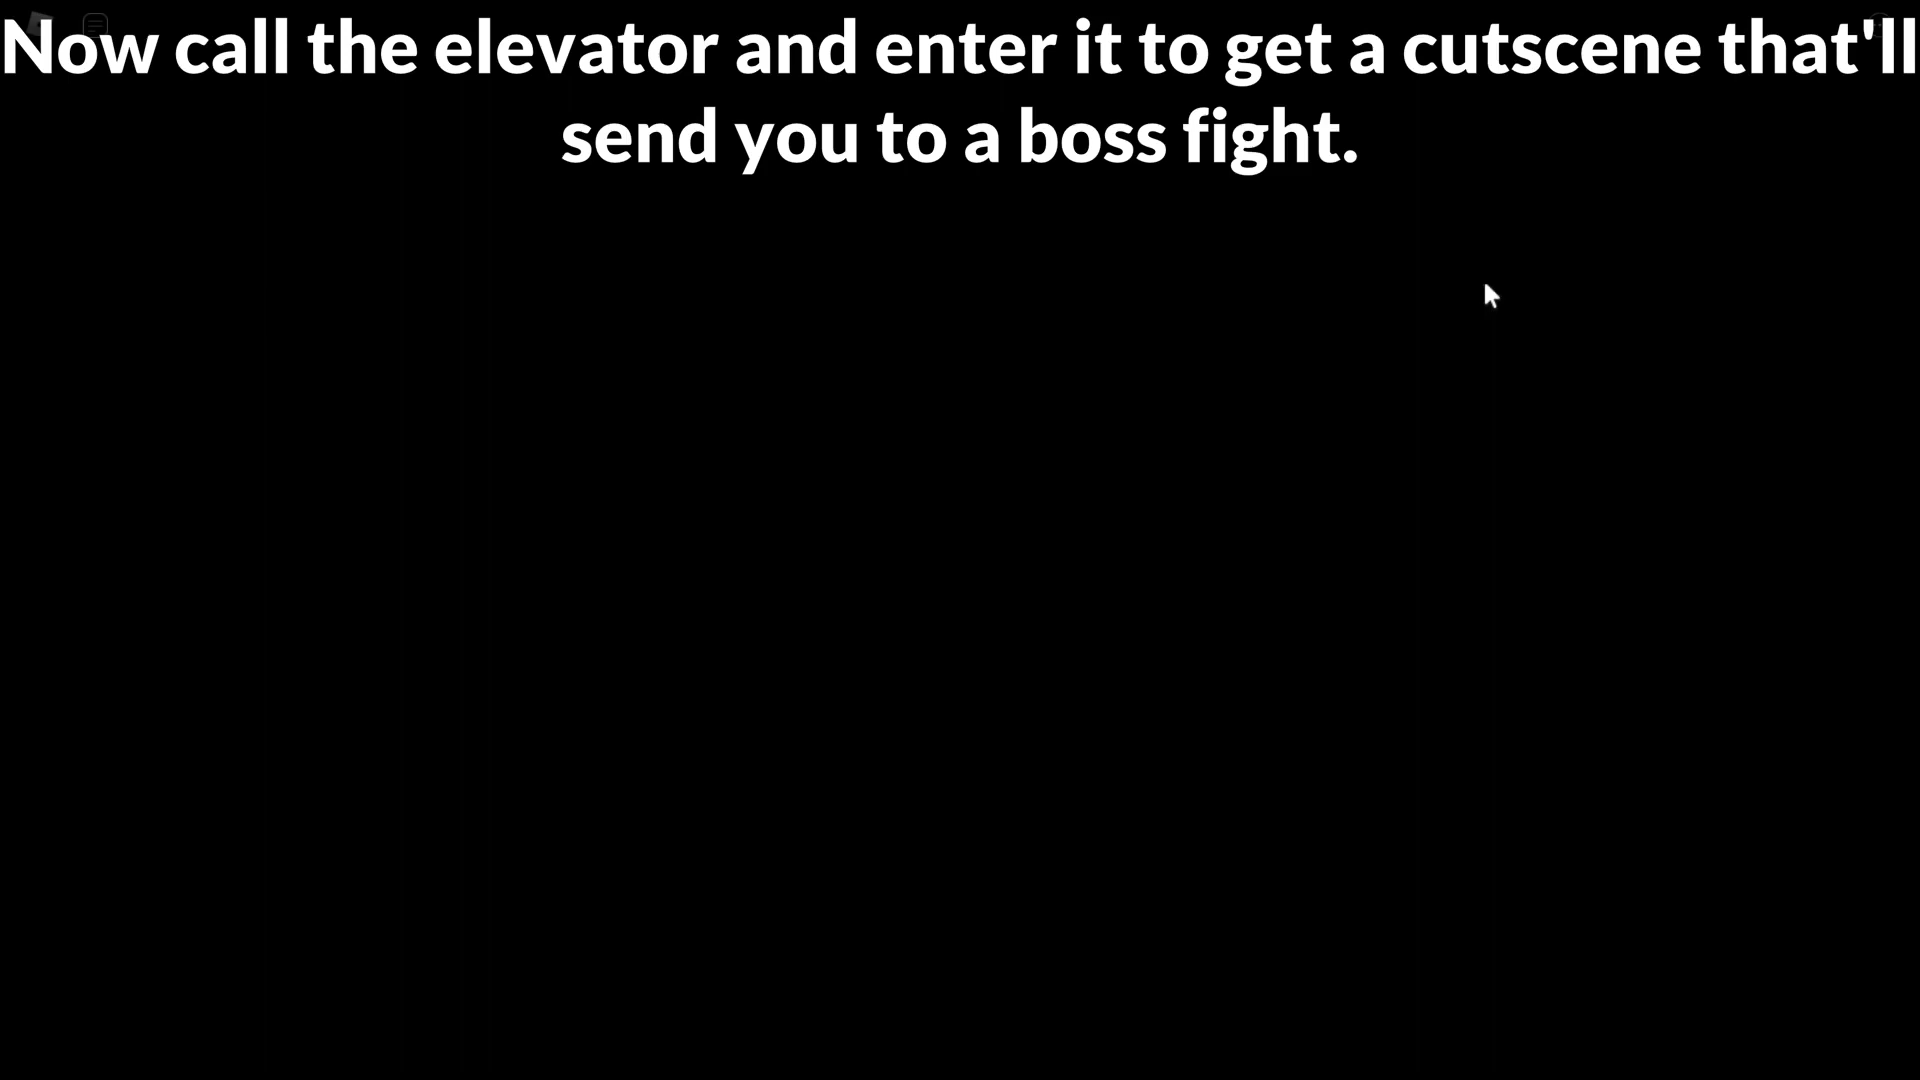 Now call the elevator and enter it to get a cutscene that'll
send you to a boss fight.